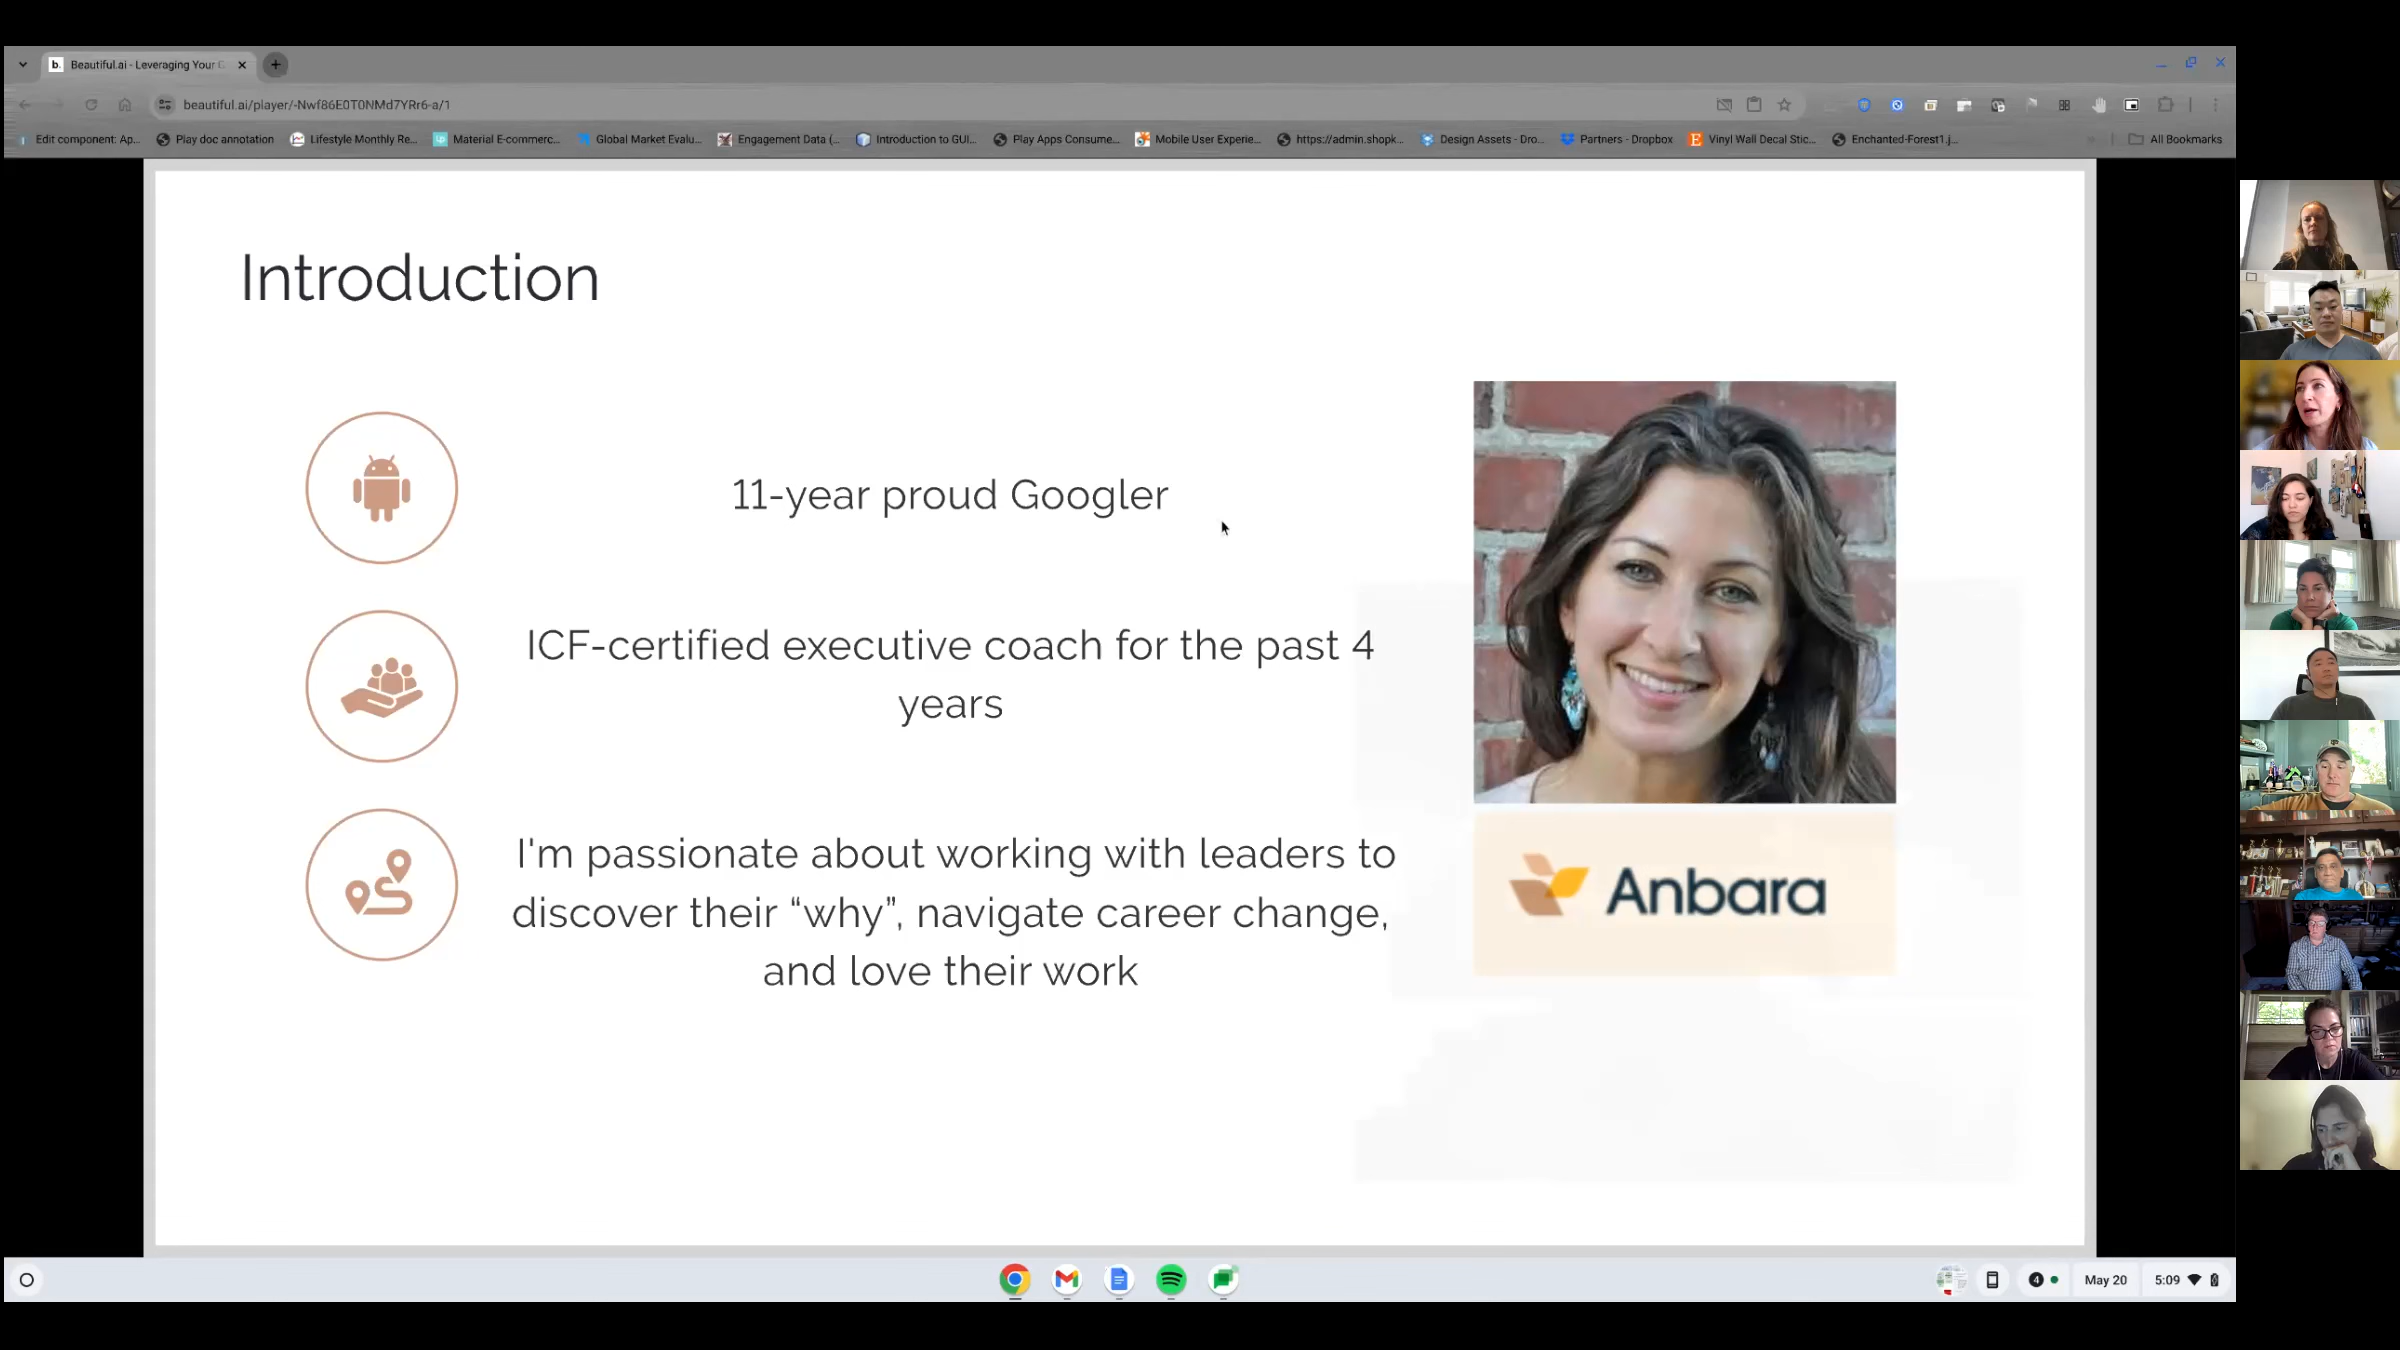 b. Beautiful.ai - Leveraging Your
beautiful.ai/player/-Nwf86E0T0NMd7YRr6-a/1
Edit component: Ap... Play doc annotation Lifestyle Monthly Re... Material E-commerc... Global Market Evalu... Engagement Data (... Introduction to GUI... Play Apps Consume... Mobile User Experie... https://admin.shopk... Design Assets - Dro... Partners - Dropbox Vinyl Wall Decal Stic... Enchanted-Forest1.j... All Bookmarks
Introduction
11-year proud Googler
ICF-certified executive coach for the past 4
years
I'm passionate about working with leaders to
discover their “why”, navigate career change,
and love their work
Anbara
4 May 20 5:09